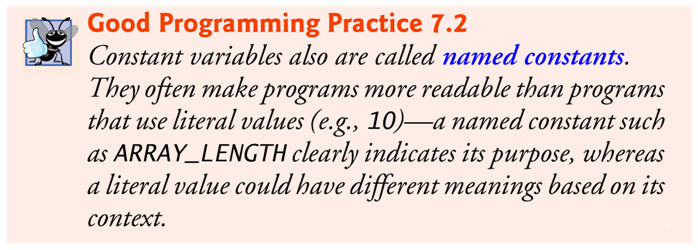 Good Programming Practice 7.2
Constant variables also are called named constants.
They often make programs more readable than programs
that use literal values (e.g., 10)—a named constant such
as ARRAY_LENGTH clearly indicates its purpose, whereas
a literal value could have different meanings based on its
context.